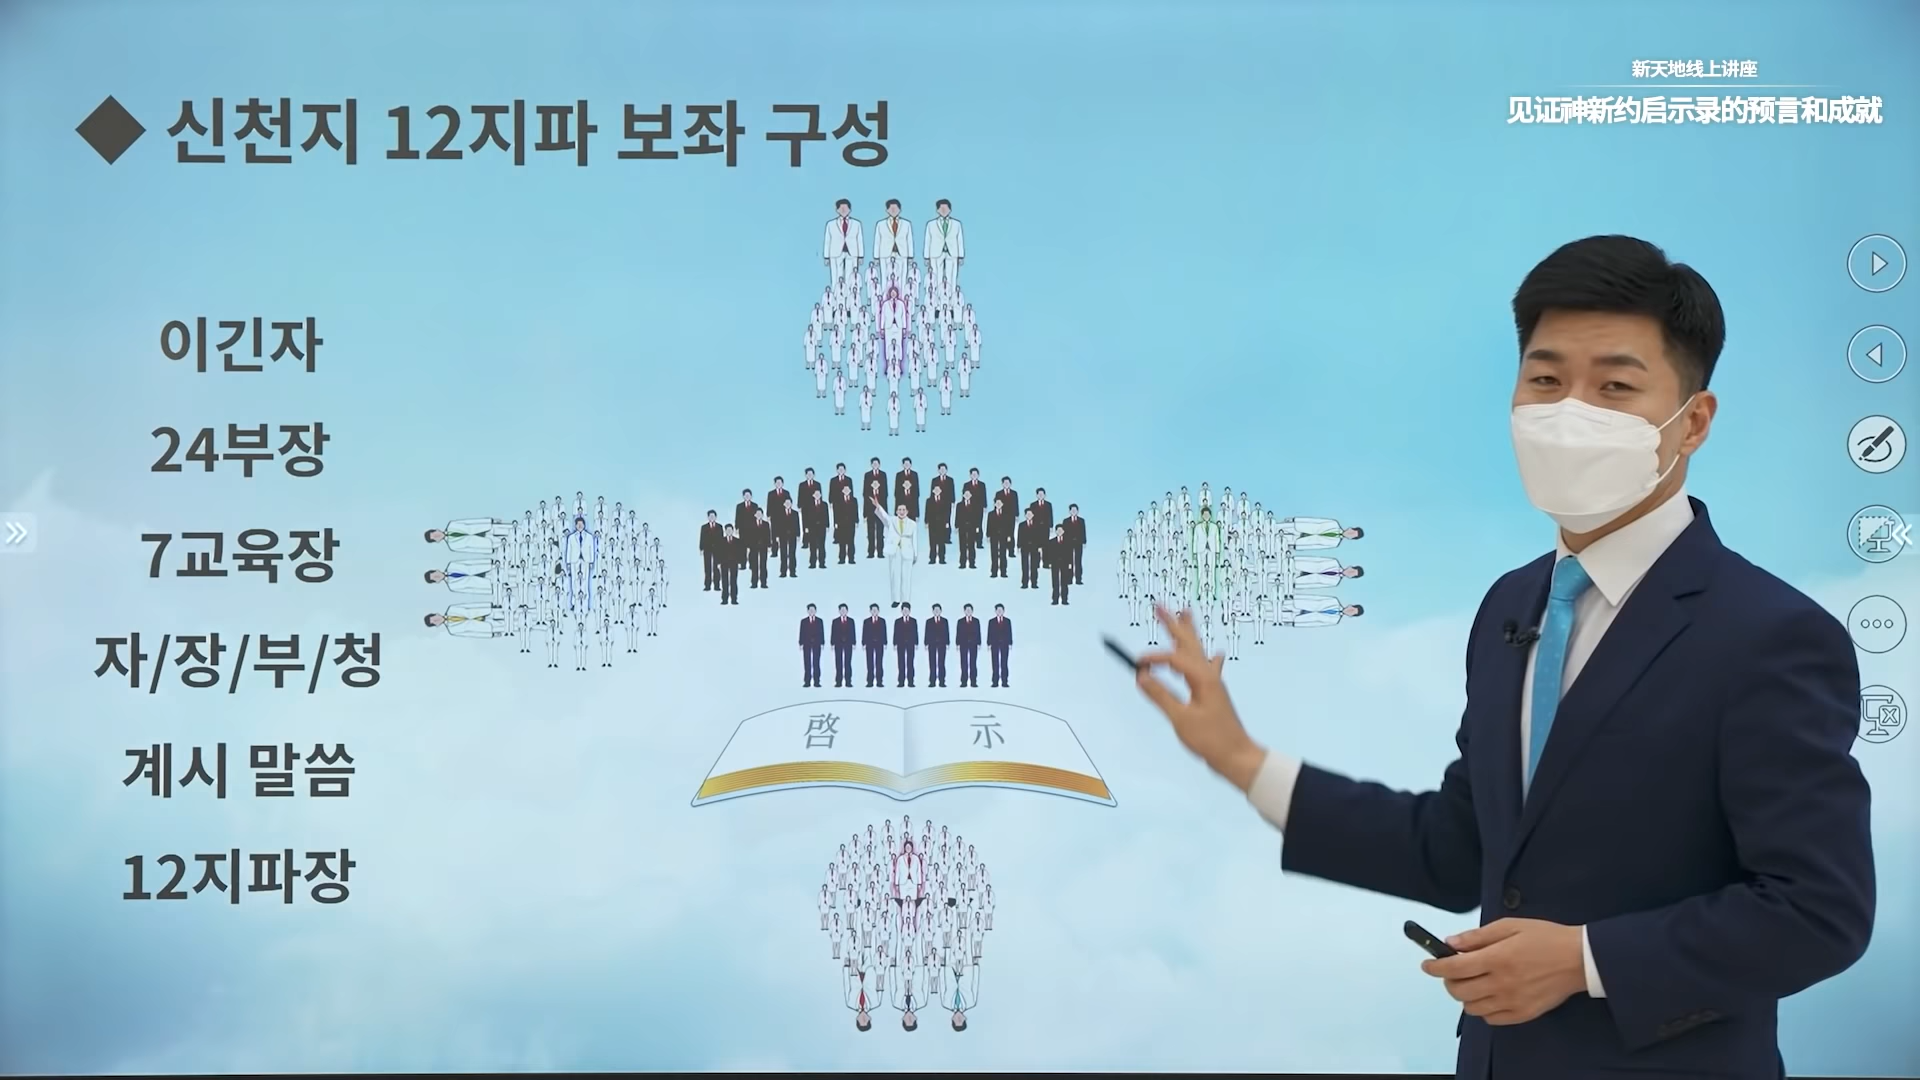 新天地线上讲座
见证神新约启示录的预言和成就
◆ 신천지 12지파 보좌 구성
이긴자
24부장
7교육장
자/장/부/청
계시 말씀
12지파장
啓 示